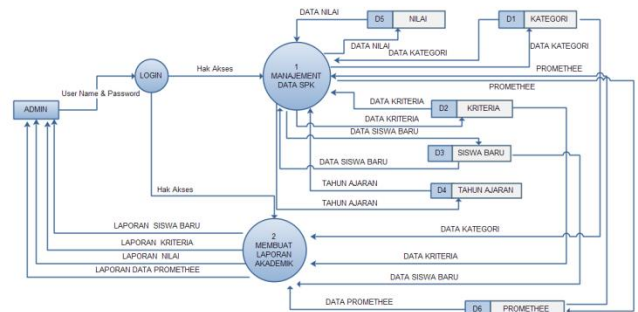 DATA NILAI
D5 NILAI
D1 KATEGORI
DATA NILAI
DATA KATEGORI
DATA KATEGORI
LOGIN
Hak Akses
1
MANAJEMENT
DATA SPK
PROMETHEE
PROMETHEE
User Name & Password
ADMIN
DATA KRITERIA
D2 KRITERIA
DATA KRITERIA
DATA SISWA BARU
D3 SISWA BARU
DATA SISWA BARU
TAHUN AJARAN
D4 TAHUN AJARAN
TAHUN AJARAN
Hak Akses
LAPORAN SISWA BARU
LAPORAN KRITERIA
LAPORAN NILAI
LAPORAN DATA PROMETHEE
2
MEMBUAT
LAPORAN
AKADEMIK
DATA KATEGORI
DATA KRITERIA
DATA SISWA BARU
DATA PROMETHEE
D6 PROMETHEE